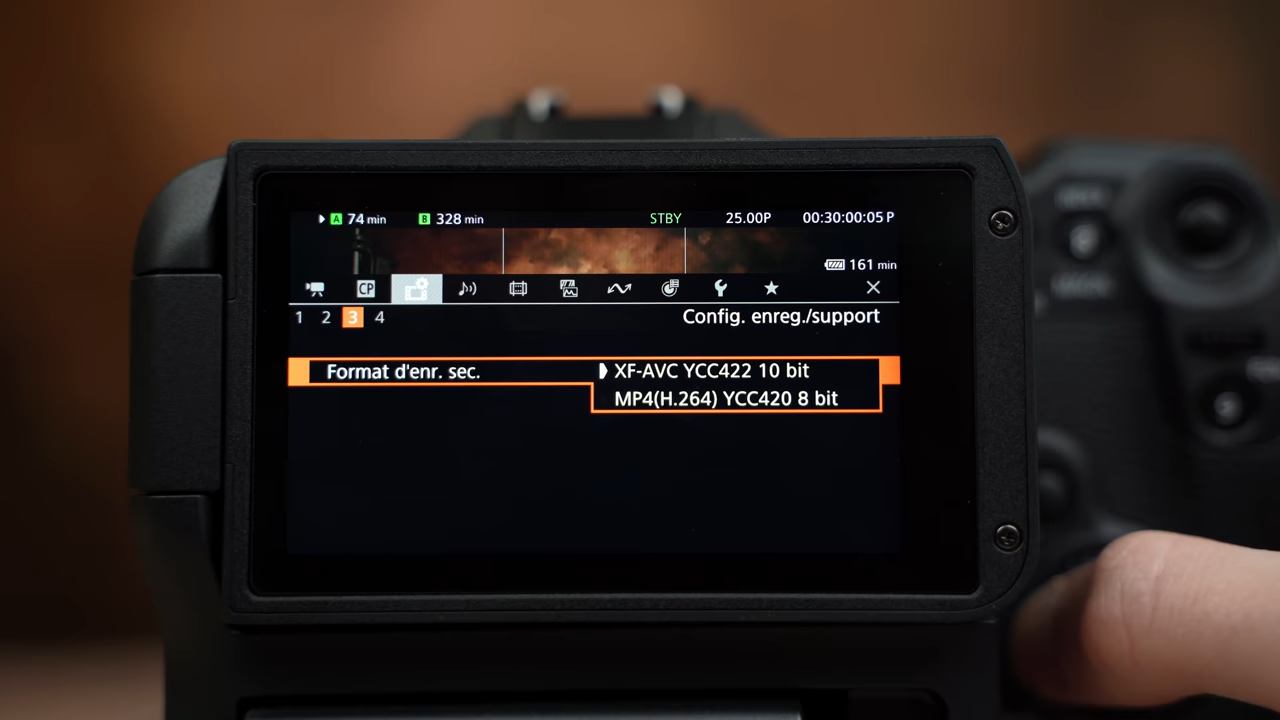 A 74 min B 328 min STBY 25.00P 00:30:00:05 P
161 min
CP
1 2 3 4 Config. enreg./support
Format d'enr. sec. XF-AVC YCC422 10 bit
MP4(H.264) YCC420 8 bit